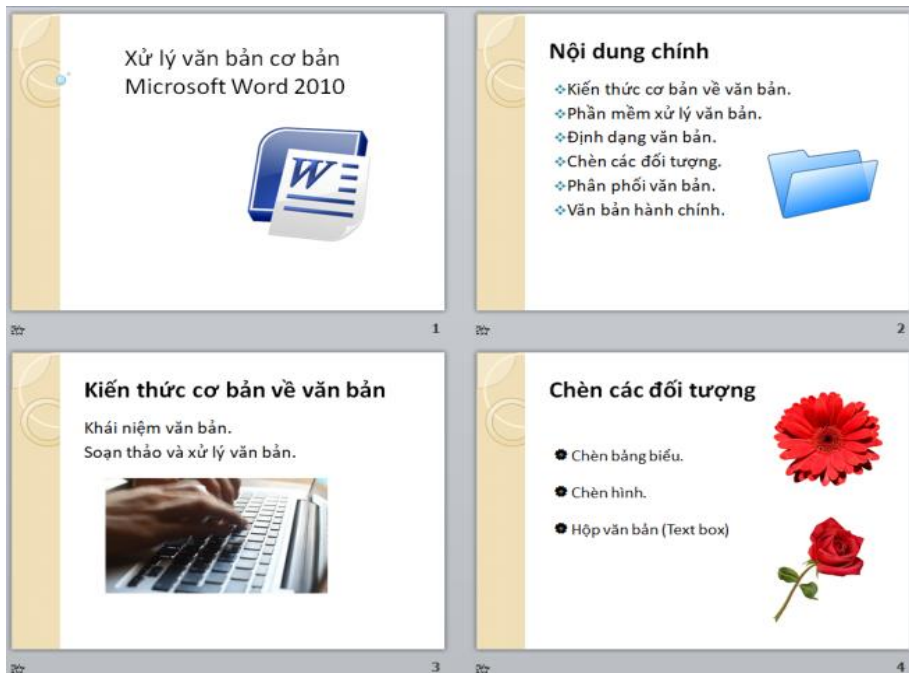 Xử lý văn bản cơ bản
Microsoft Word 2010
W
1
Nội dung chính
❖Kiến thức cơ bản về văn bản.
❖Phần mềm xử lý văn bản.
❖Định dạng văn bản.
❖Chèn các đối tượng.
❖Phân phối văn bản.
❖Văn bản hành chính.
2
Kiến thức cơ bản về văn bản
Khái niệm văn bản.
Soạn thảo và xử lý văn bản.
3
Chèn các đối tượng
Chèn bảng biểu.
Chèn hình.
Hộp văn bản (Text box)
4